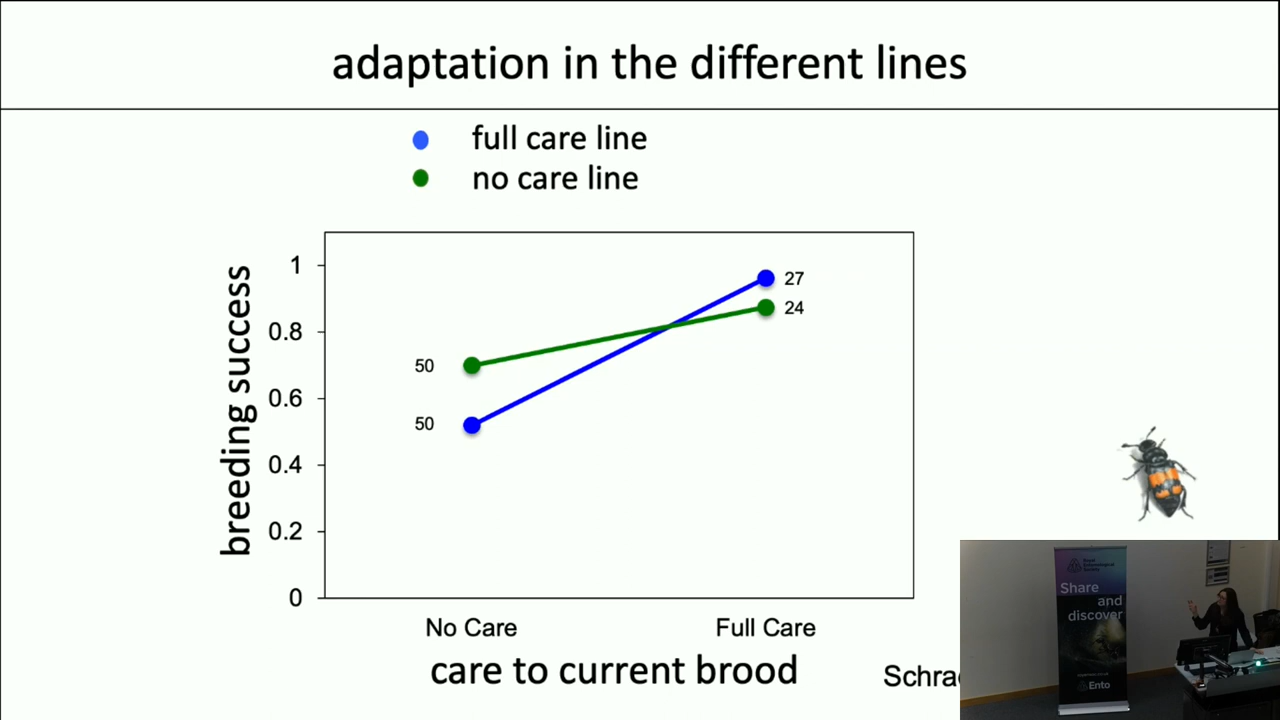 adaptation in the different lines
full care line
no care line
breeding success
1
0.8
0.6
0.4
0.2
0
50
50
27
24
No Care
Full Care
care to current brood
Schra
Share
and
discover
Ento